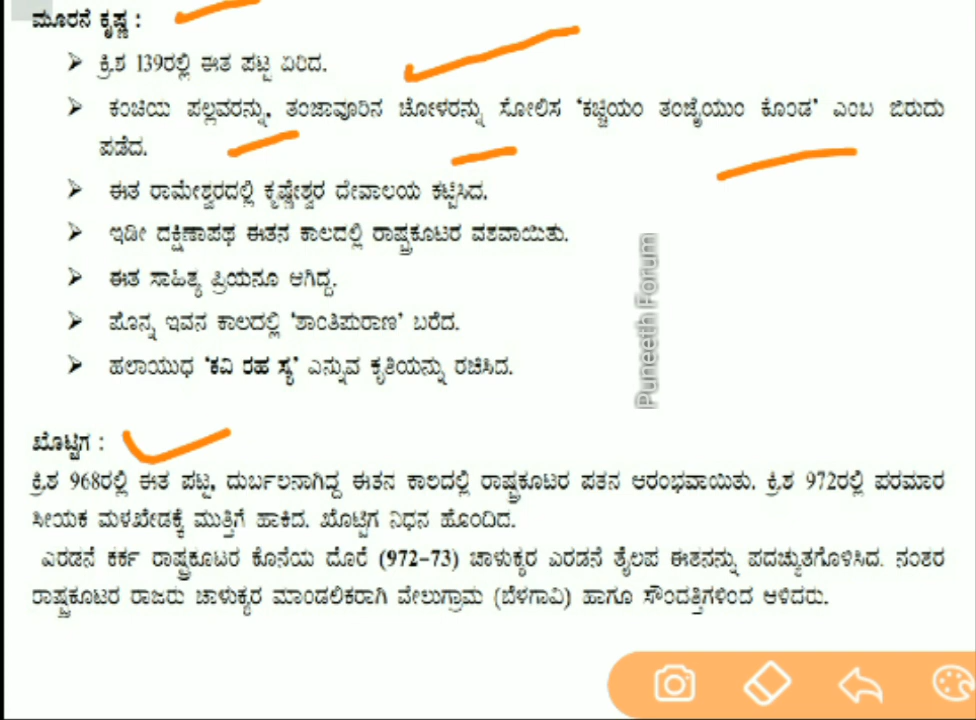 ಮೂರನೆ ಕೃಷ್ಣ :
➤ ಕ್ರಿಶ 139ರಲ್ಲಿ ಈತ ಪಟ್ಟ ಏರಿದ.
➤ ಕಂಚಿಯ ಪಲ್ಲವರನ್ನು, ತಂಜಾವೂರಿನ ಚೋಳರನ್ನು ಸೋಲಿಸ ‘ಕಚ್ಚಿಯಂ ತಂಜೈಯುಂ ಕೊಂಡ’ ಎಂಬ ಬಿರುದು
ಪಡೆದ.
➤ ಈತ ರಾಮೇಶ್ವರದಲ್ಲಿ ಕೃಷ್ಣೇಶ್ವರ ದೇವಾಲಯ ಕಟ್ಟಿಸಿದ.
➤ ಇಡೀ ದಕ್ಷಿಣಾಪಥ ಈತನ ಕಾಲದಲ್ಲಿ ರಾಷ್ಟ್ರಕೂಟರ ವಶವಾಯಿತು.
➤ ಈತ ಸಾಹಿತ್ಯ ಪ್ರಿಯನೂ ಆಗಿದ್ದ.
➤ ಪೊನ್ನ ಇವನ ಕಾಲದಲ್ಲಿ ‘ಶಾಂತಿಪುರಾಣ’ ಬರೆದ.
➤ ಹಲಾಯುಧ ‘ಕವಿ ರಹ ಸ್ಯ’ ಎನ್ನುವ ಕೃತಿಯನ್ನು ರಚಿಸಿದ.
Puneeth Forum
ಖೊಟ್ಟಿಗ :
ಕ್ರಿಶ 968ರಲ್ಲಿ ಈತ ಪಟ್ಟ, ದುರ್ಬಲನಾಗಿದ್ದ ಈತನ ಕಾಲದಲ್ಲಿ ರಾಷ್ಟ್ರಕೂಟರ ಪತನ ಆರಂಭವಾಯಿತು. ಕ್ರಿಶ 972ರಲ್ಲಿ ಪರಮಾರ
ಸೀಯಕ ಮಳಖೇಡಕ್ಕೆ ಮುತ್ತಿಗೆ ಹಾಕಿದ. ಖೊಟ್ಟಿಗ ನಿಧನ ಹೊಂದಿದ.
ಎರಡನೆ ಕರ್ಕ ರಾಷ್ಟ್ರಕೂಟರ ಕೊನೆಯ ದೊರೆ (972-73) ಚಾಳುಕ್ಯರ ಎರಡನೆ ತೈಲಪ ಈತನನ್ನು ಪದಚ್ಯುತಗೊಳಿಸಿದ. ನಂತರ
ರಾಷ್ಟ್ರಕೂಟರ ರಾಜರು ಚಾಳುಕ್ಯರ ಮಾಂಡಲಿಕರಾಗಿ ವೇಲುಗ್ರಾಮ (ಬೆಳಗಾವಿ) ಹಾಗೂ ಸೌಂದತ್ತಿಗಳಿಂದ ಆಳಿದರು.